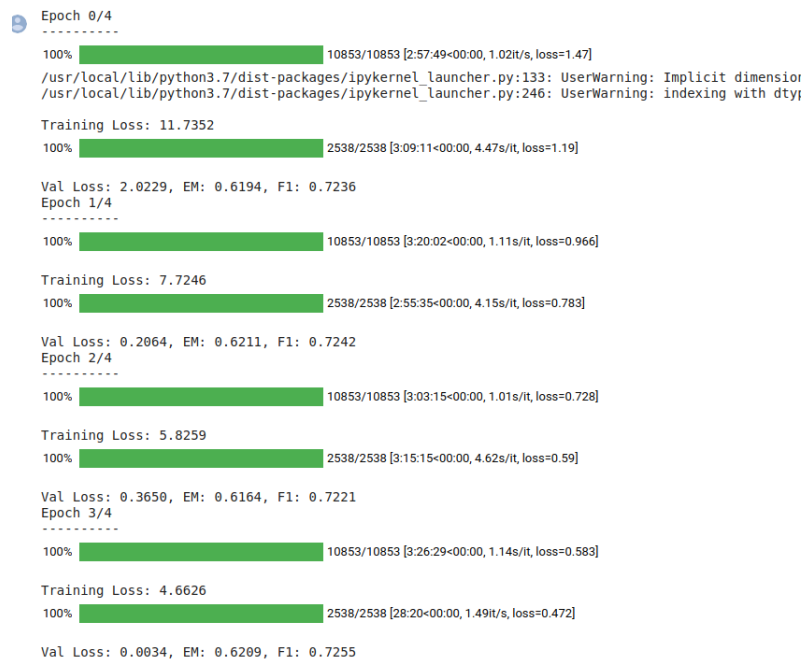 Epoch 0/4
----------
100% 10853/10853 [2:57:49<00:00, 1.02it/s, loss=1.47]
/usr/local/lib/python3.7/dist-packages/ipykernel_launcher.py:133: UserWarning: Implicit dimension
/usr/local/lib/python3.7/dist-packages/ipykernel_launcher.py:246: UserWarning: indexing with dtyp
Training Loss: 11.7352
100% 2538/2538 [3:09:11<00:00, 4.47s/it, loss=1.19]
Val Loss: 2.0229, EM: 0.6194, F1: 0.7236
Epoch 1/4
----------
100% 10853/10853 [3:20:02<00:00, 1.11s/it, loss=0.966]
Training Loss: 7.7246
100% 2538/2538 [2:55:35<00:00, 4.15s/it, loss=0.783]
Val Loss: 0.2064, EM: 0.6211, F1: 0.7242
Epoch 2/4
----------
100% 10853/10853 [3:03:15<00:00, 1.01s/it, loss=0.728]
Training Loss: 5.8259
100% 2538/2538 [3:15:15<00:00, 4.62s/it, loss=0.59]
Val Loss: 0.3650, EM: 0.6164, F1: 0.7221
Epoch 3/4
----------
100% 10853/10853 [3:26:29<00:00, 1.14s/it, loss=0.583]
Training Loss: 4.6626
100% 2538/2538 [28:20<00:00, 1.49it/s, loss=0.472]
Val Loss: 0.0034, EM: 0.6209, F1: 0.7255